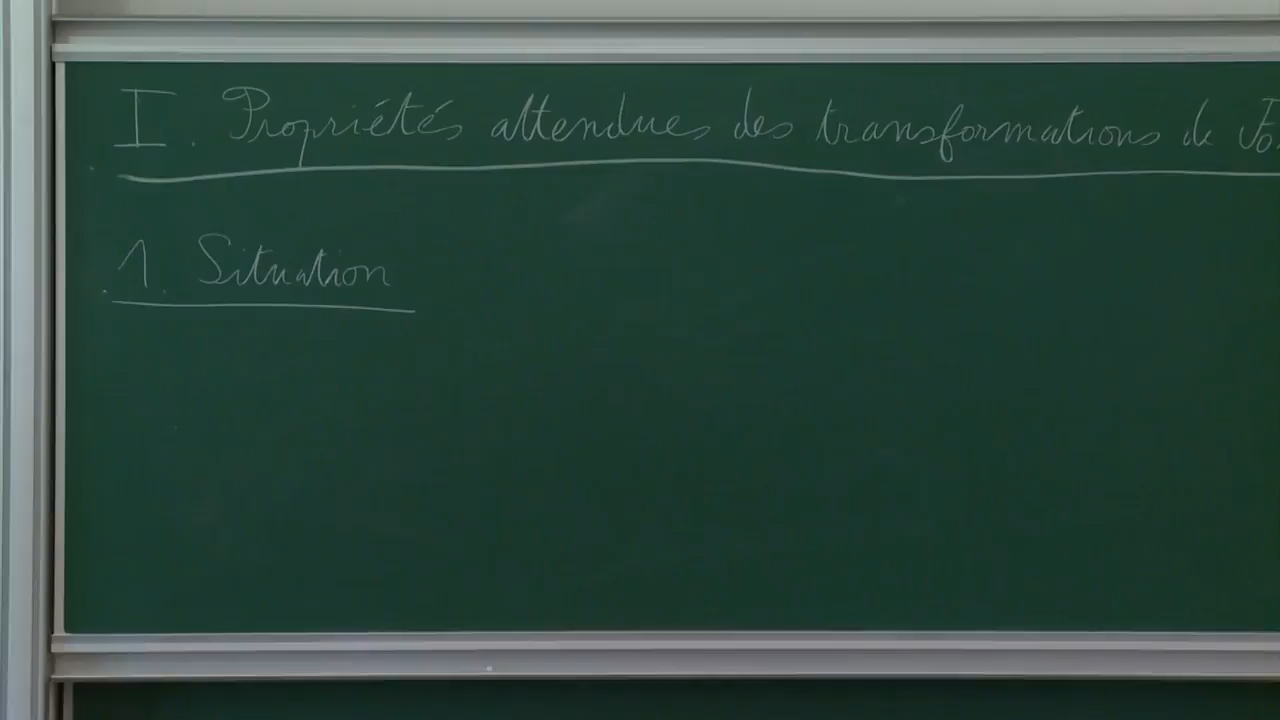 I. Propriétés attendues des transformations de
1. Situation